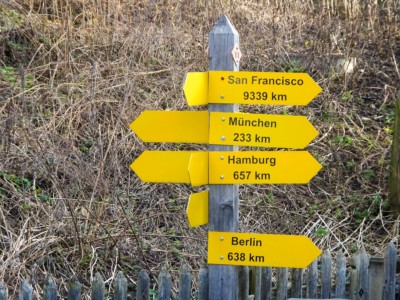 San Francisco
9339 km
München
233 km
Hamburg
657 km
Berlin
638 km